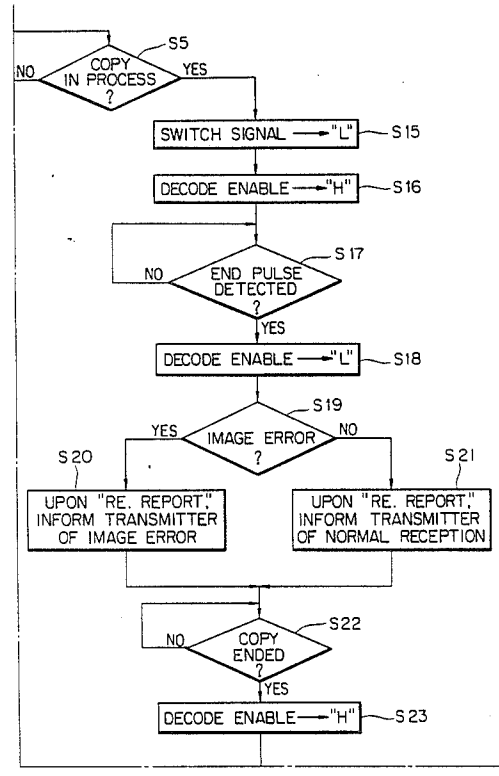 S5
COPY
IN PROCESS
?
NO
YES
SWITCH SIGNAL → "L"
S15
DECODE ENABLE → "H"
S16
S17
END PULSE
DETECTED
?
NO
YES
DECODE ENABLE → "L"
S18
S19
IMAGE ERROR
?
YES
NO
S20
S21
UPON "RE. REPORT,"
INFORM TRANSMITTER
OF IMAGE ERROR
UPON "RE. REPORT,"
INFORM TRANSMITTER
OF NORMAL RECEPTION
S22
COPY
ENDED
?
NO
YES
DECODE ENABLE → "H"
S23